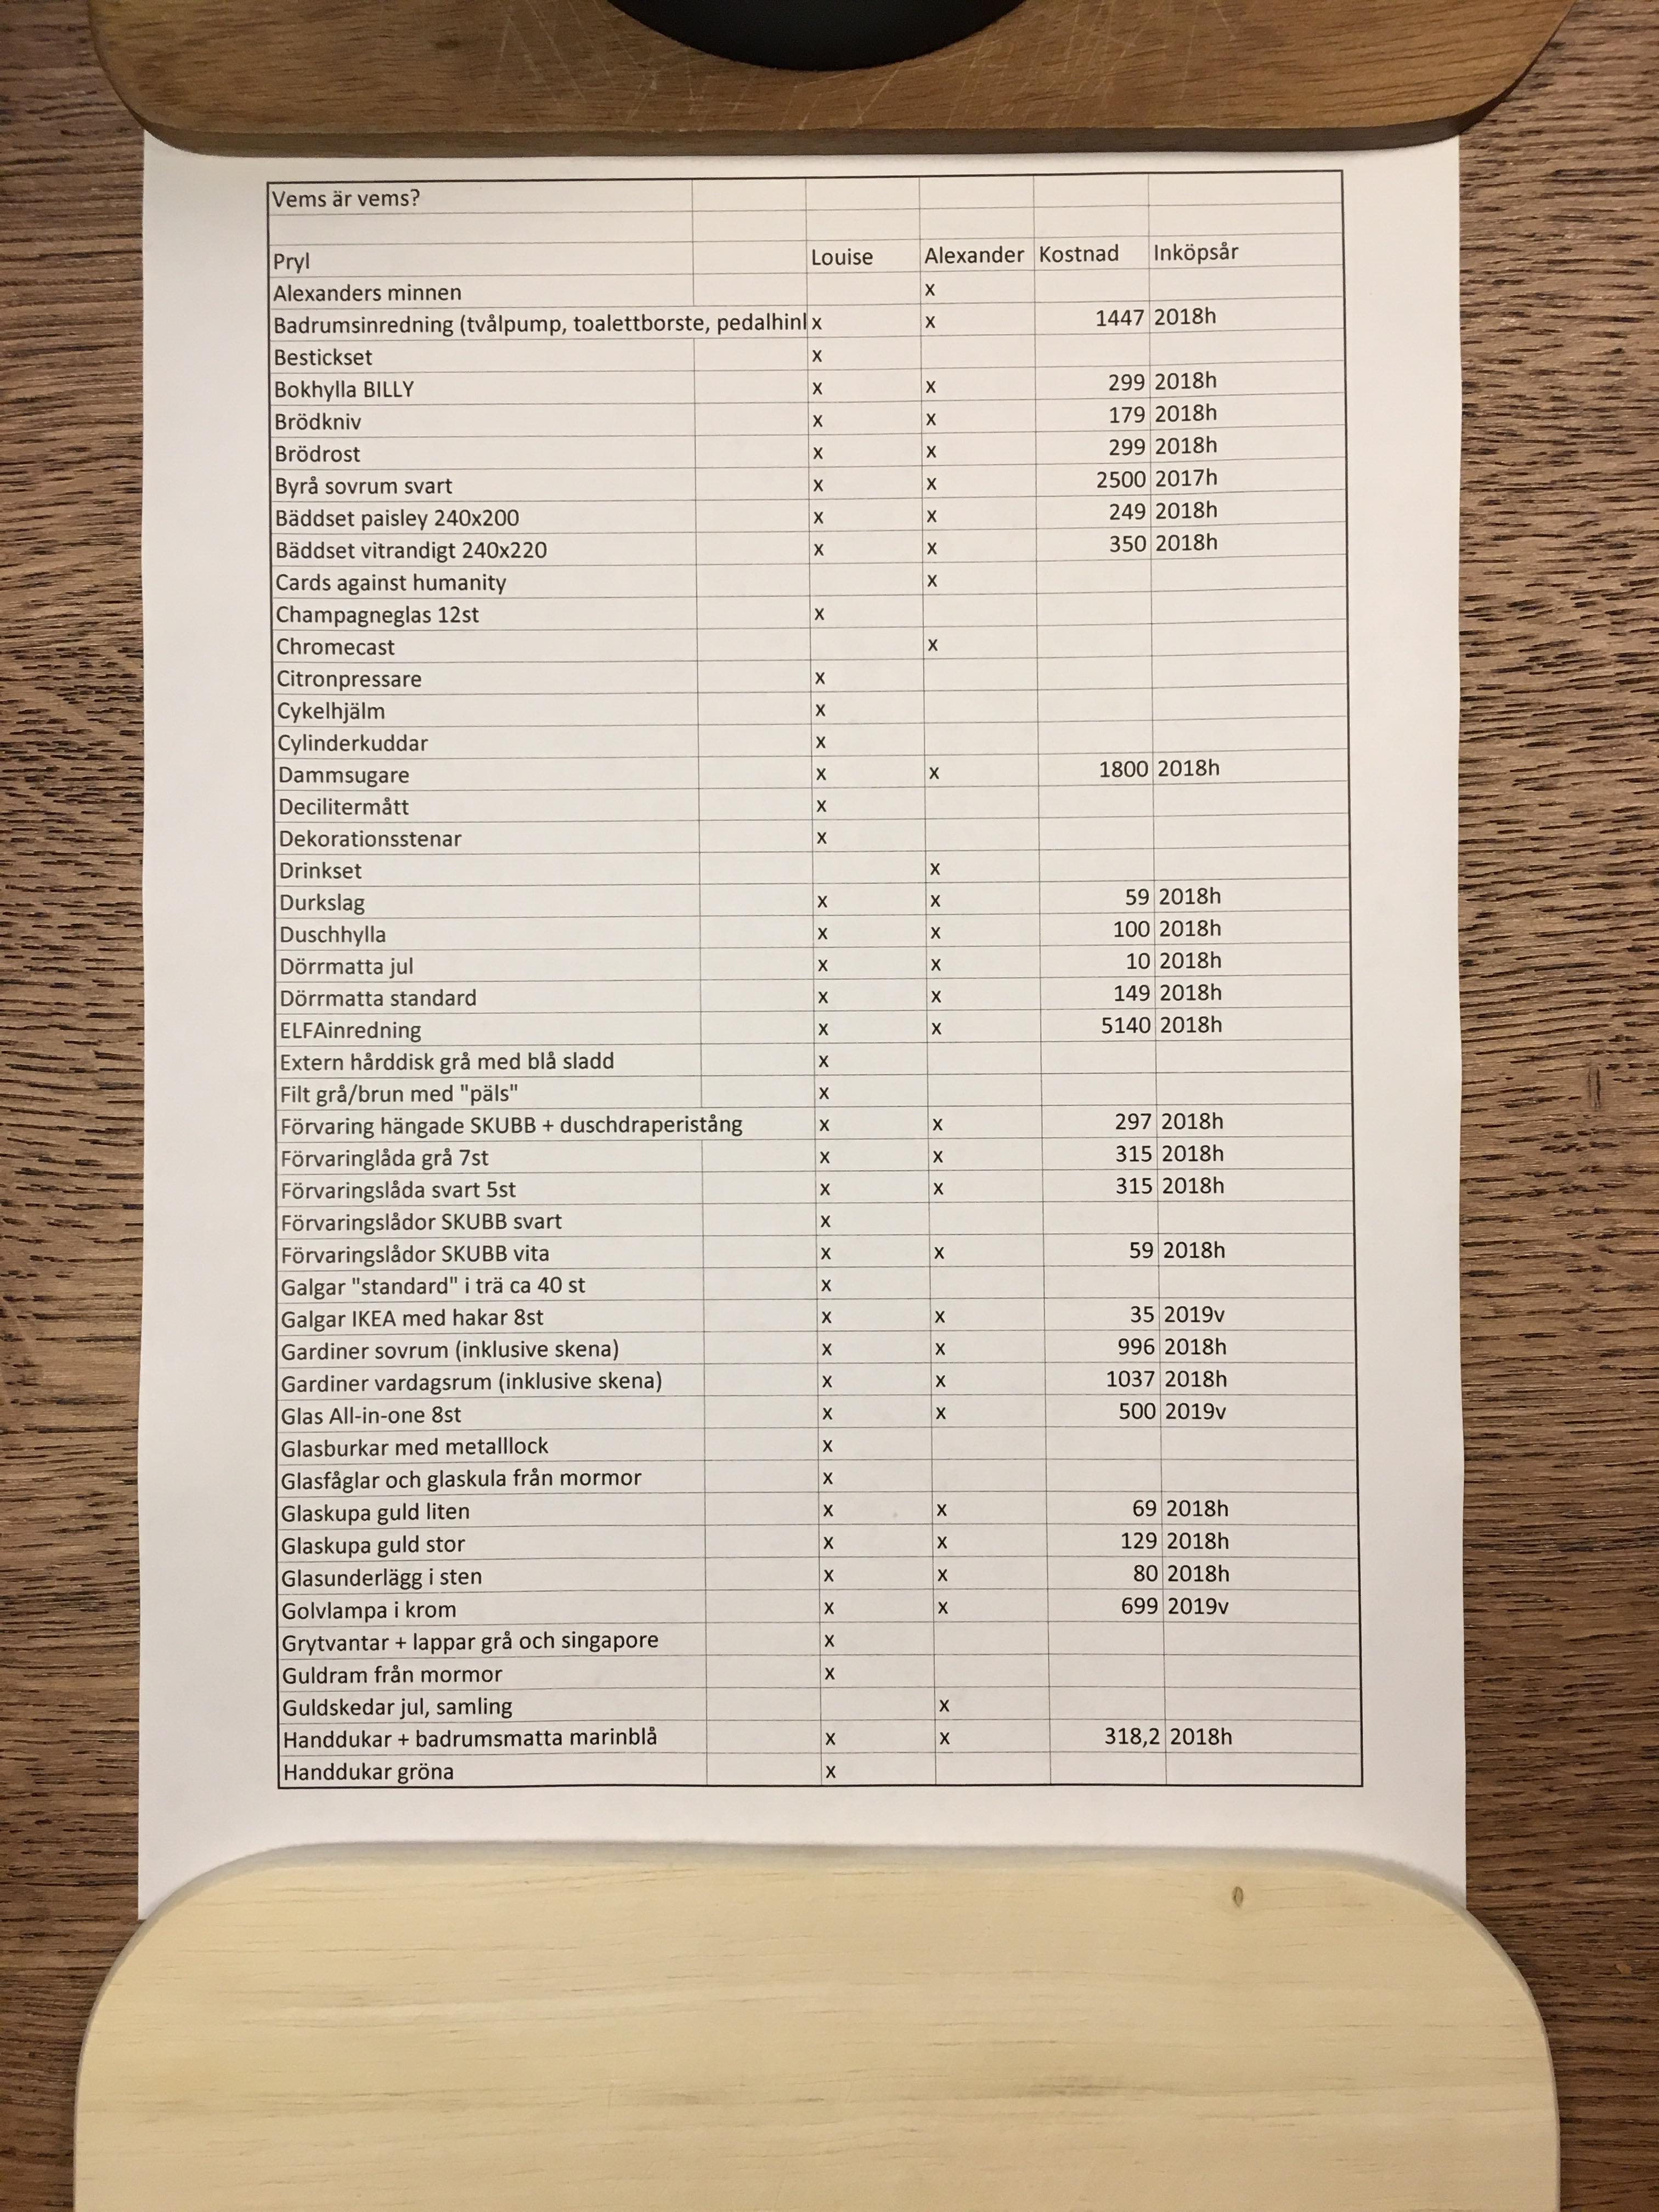 Vems är vems?
Pryl Louise Alexander Kostnad Inköpsår
Alexanders minnen x
Badrumsinredning (tvålpump, toalettborste, pedalhinl x x 1447 2018h
Bestickset x
Bokhylla BILLY x x 299 2018h
Brödkniv x x 179 2018h
Brödrost x x 299 2018h
Byrå sovrum svart x x 2500 2017h
Bäddset paisley 240x200 x x 249 2018h
Bäddset vitrandigt 240x220 x x 350 2018h
Cards against humanity x
Champagneglas 12st x
Chromecast x
Citronpressare x
Cykelhjälm x
Cylinderkuddar x
Dammsugare x x 1800 2018h
Decilitermått x
Dekorationsstenar x
Drinkset x
Durkslag x x 59 2018h
Duschhylla x x 100 2018h
Dörrmatta jul x x 10 2018h
Dörrmatta standard x x 149 2018h
ELFAinredning x x 5140 2018h
Extern hårddisk grå med blå sladd x
Filt grå/brun med "päls" x
Förvaring hängade SKUBB + duschdraperistång x x 297 2018h
Förvaringlåda grå 7st x x 315 2018h
Förvaringslåda svart 5st x x 315 2018h
Förvaringslådor SKUBB svart x
Förvaringslådor SKUBB vita x x 59 2018h
Galgar "standard" i trä ca 40 st x
Galgar IKEA med hakar 8st x x 35 2019v
Gardiner sovrum (inklusive skena) x x 996 2018h
Gardiner vardagsrum (inklusive skena) x x 1037 2018h
Glas All-in-one 8st x x 500 2019v
Glasburkar med metalllock x
Glasfåglar och glaskula från mormor x
Glaskupa guld liten x x 69 2018h
Glaskupa guld stor x x 129 2018h
Glasunderlägg i sten x x 80 2018h
Golvlampa i krom x x 699 2019v
Grytvantar + lappar grå och singapore x
Guldram från mormor x
Guldskedar jul, samling x
Handdukar + badrumsmatta marinblå x x 318,2 2018h
Handdukar gröna x